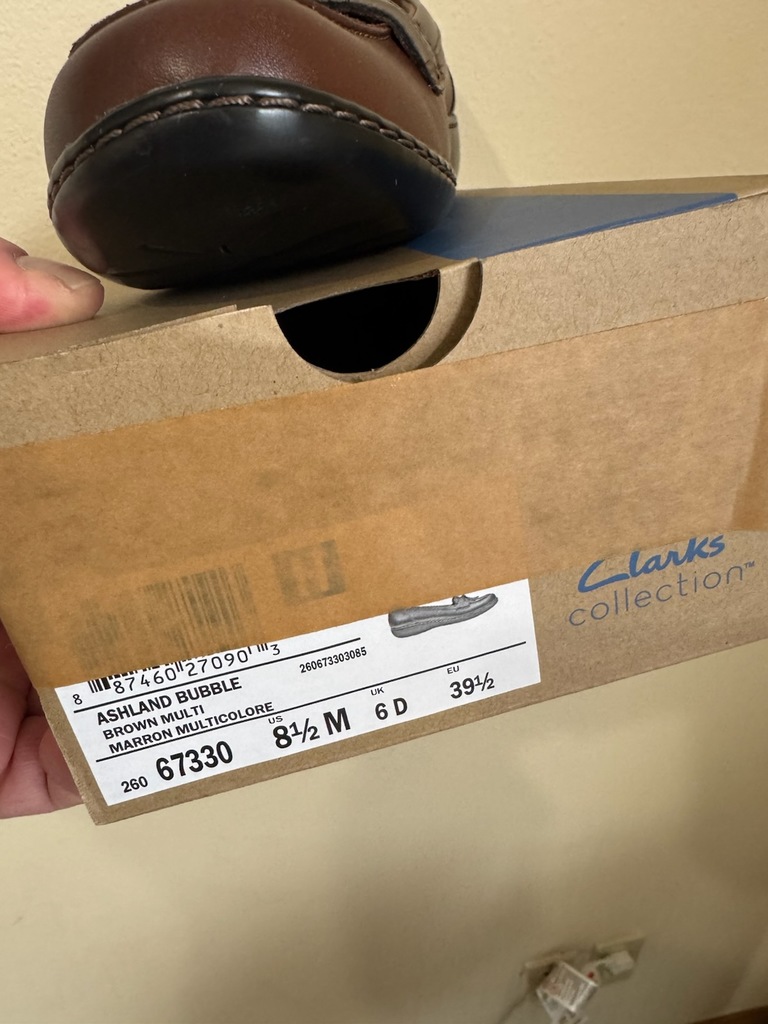 Clarks
collection™
8 87460 27090 3
260673303085
ASHLAND BUBBLE
BROWN MULTI
MARRON MULTICOLORE
260 67330
US 8½ M
UK 6 D
EU 39½